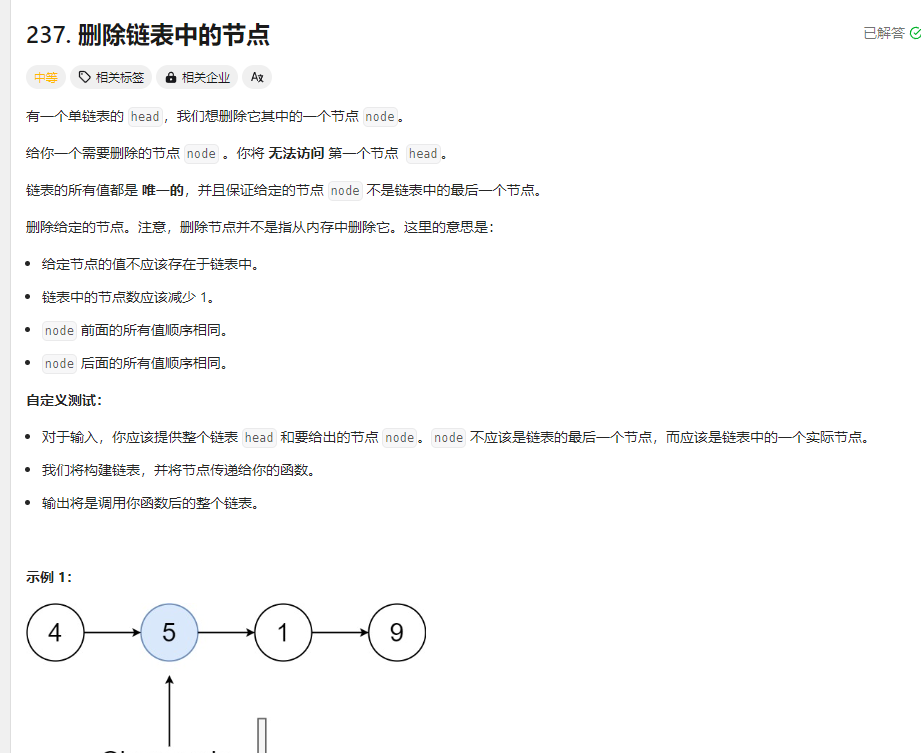 237. 删除链表中的节点
已解答
中等 相关标签 相关企业 Aあ
有一个单链表的 head，我们想删除它其中的一个节点 node。
给你一个需要删除的节点 node 。你将 无法访问 第一个节点 head。
链表的所有值都是 唯一的，并且保证给定的节点 node 不是链表中的最后一个节点。
删除给定的节点。注意，删除节点并不是指从内存中删除它。这里的意思是：
给定节点的值不应该存在于链表中。
链表中的节点数应该减少 1。
node 前面的所有值顺序相同。
node 后面的所有值顺序相同。
自定义测试：
对于输入，你应该提供整个链表 head 和要给出的节点 node。node 不应该是链表的最后一个节点，而应该是链表中的一个实际节点。
我们将构建链表，并将节点传递给你的函数。
输出将是调用你函数后的整个链表。
示例 1：
4 5 1 9